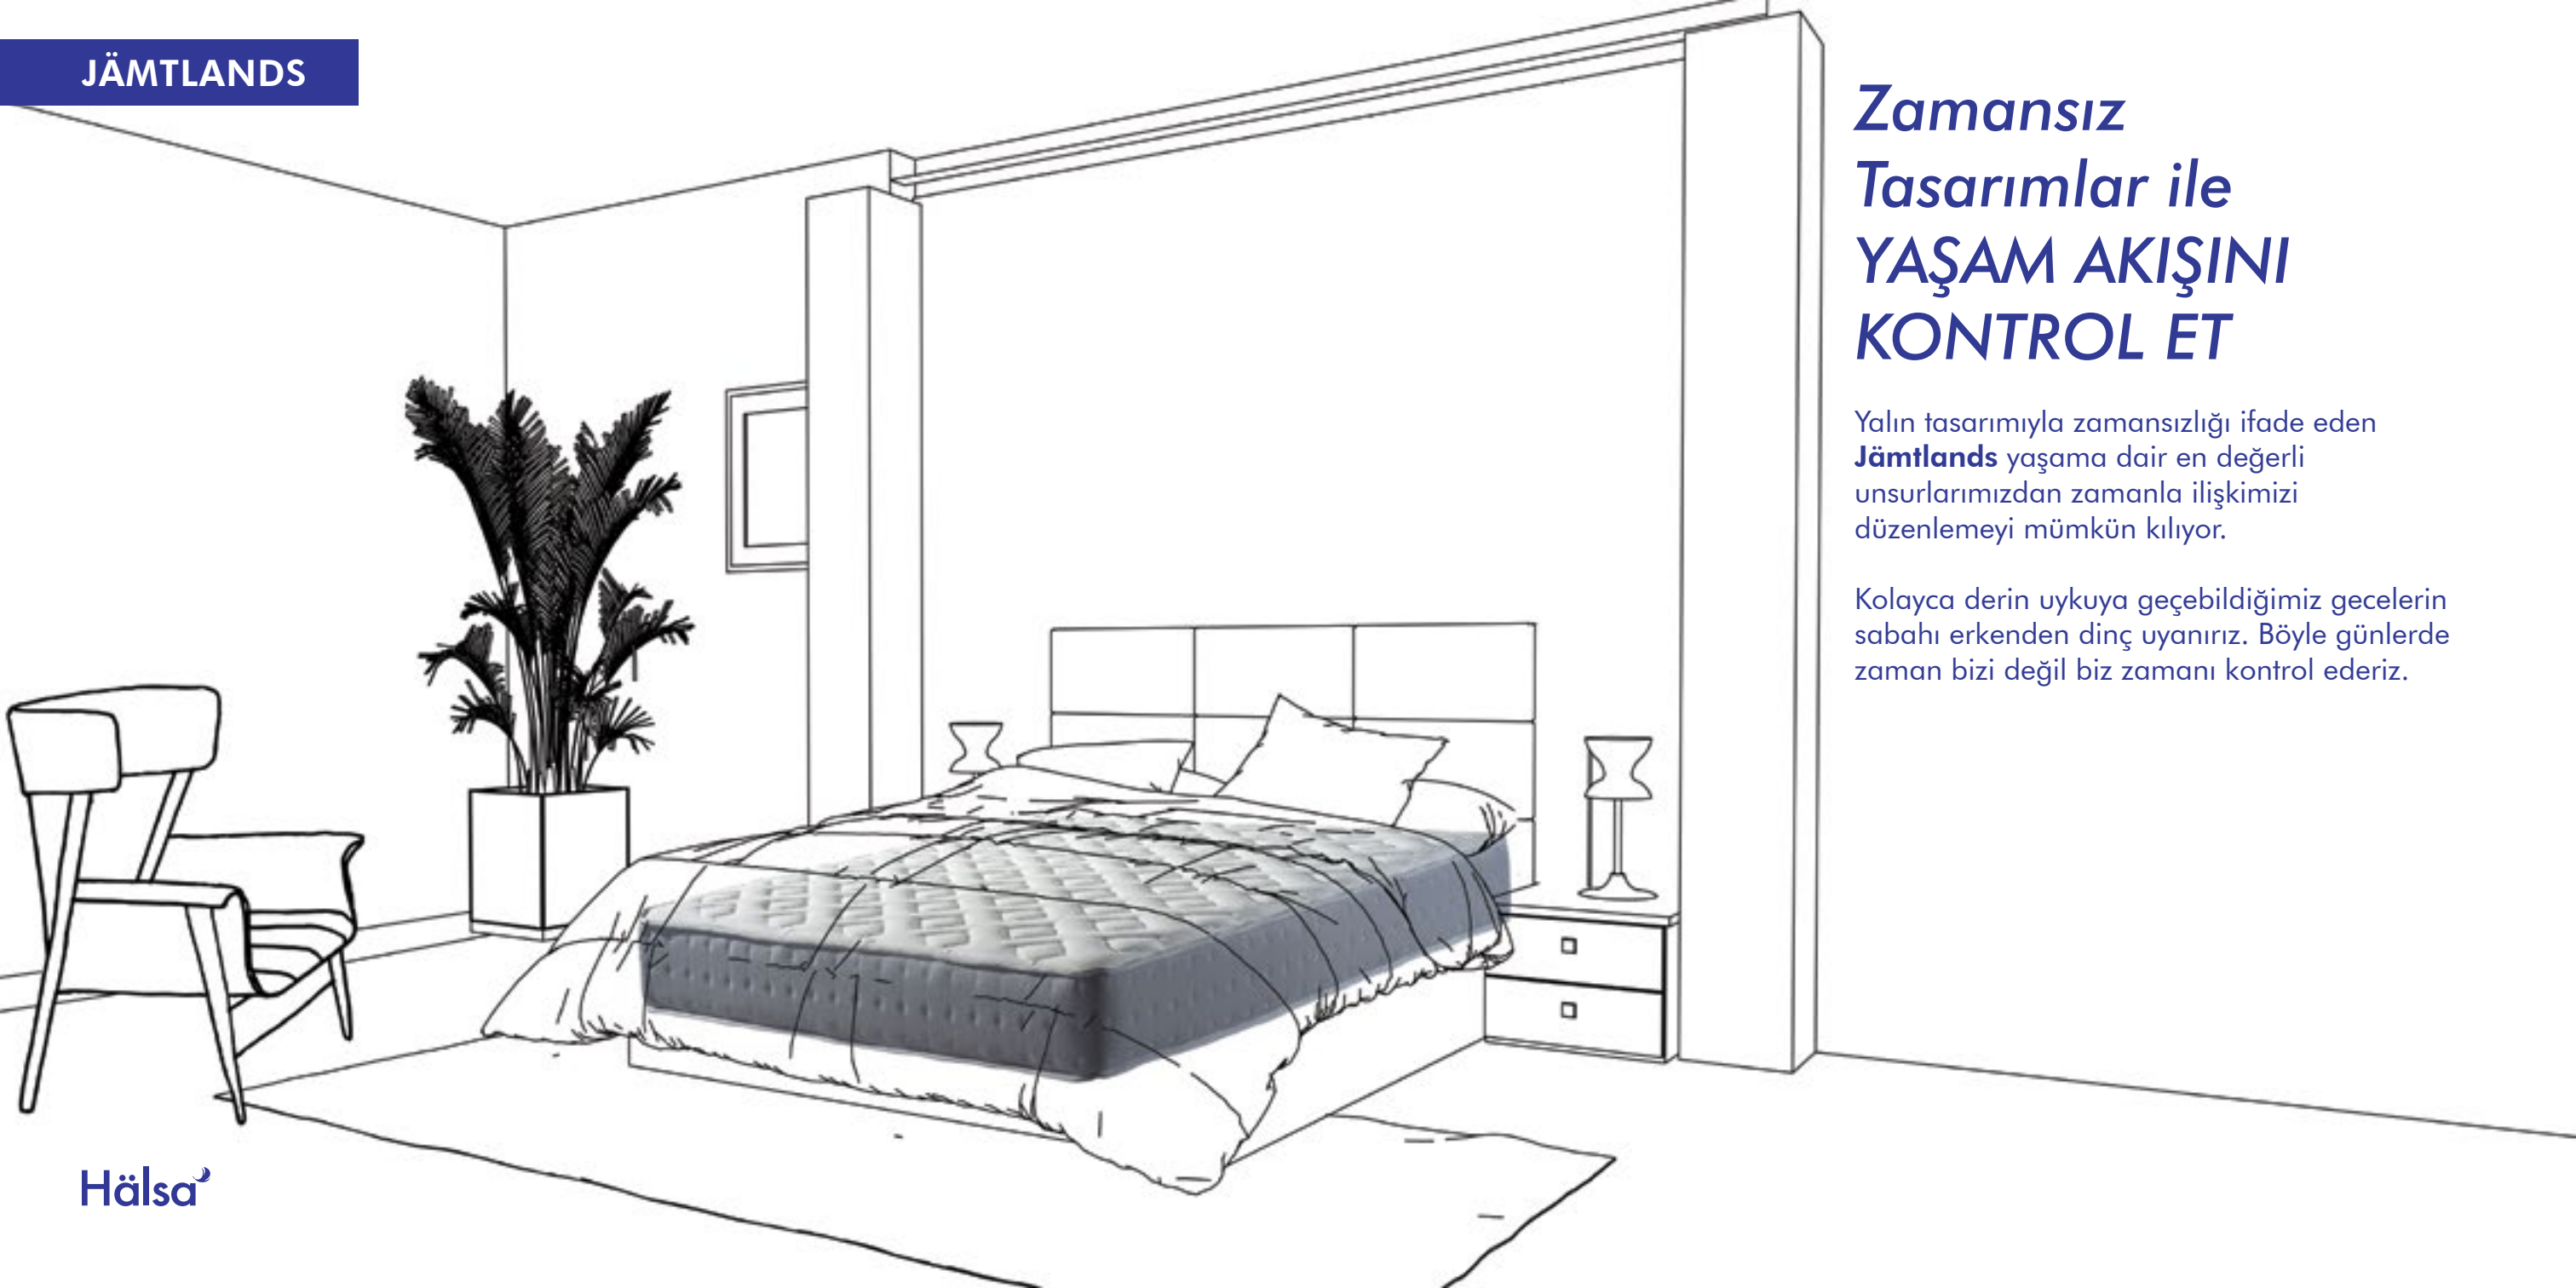 JÄMTLANDS
Zamansız
Tasarımlar ile
YAŞAM AKIŞINI
KONTROL ET
Yalın tasarımıyla zamansızlığı ifade eden
Jämtlands yaşama dair en değerli
unsurlarımızdan zamanla ilişkimizi
düzenlemeyi mümkün kılıyor.
Kolayca derin uykuya geçebildiğimiz gecelerin
sabahı erkenden dinç uyanırız. Böyle günlerde
zaman bizi değil biz zamanı kontrol ederiz.
Hälsa